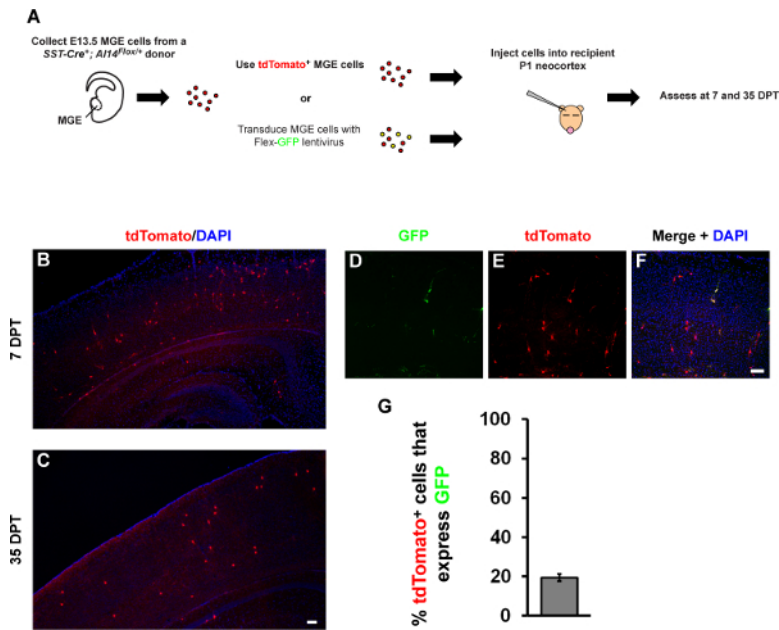 A
Collect E13.5 MGE cells from a
SST-Cre⁺; AI14^Flox/+ donor
MGE
Use tdTomato⁺ MGE cells
or
Transduce MGE cells with
Flex-GFP lentivirus
Inject cells into recipient
P1 neocortex
Assess at 7 and 35 DPT
tdTomato/DAPI
B
7 DPT
C
35 DPT
GFP
tdTomato
Merge + DAPI
D
E
F
G
% tdTomato⁺ cells that
express GFP
100
80
60
40
20
0